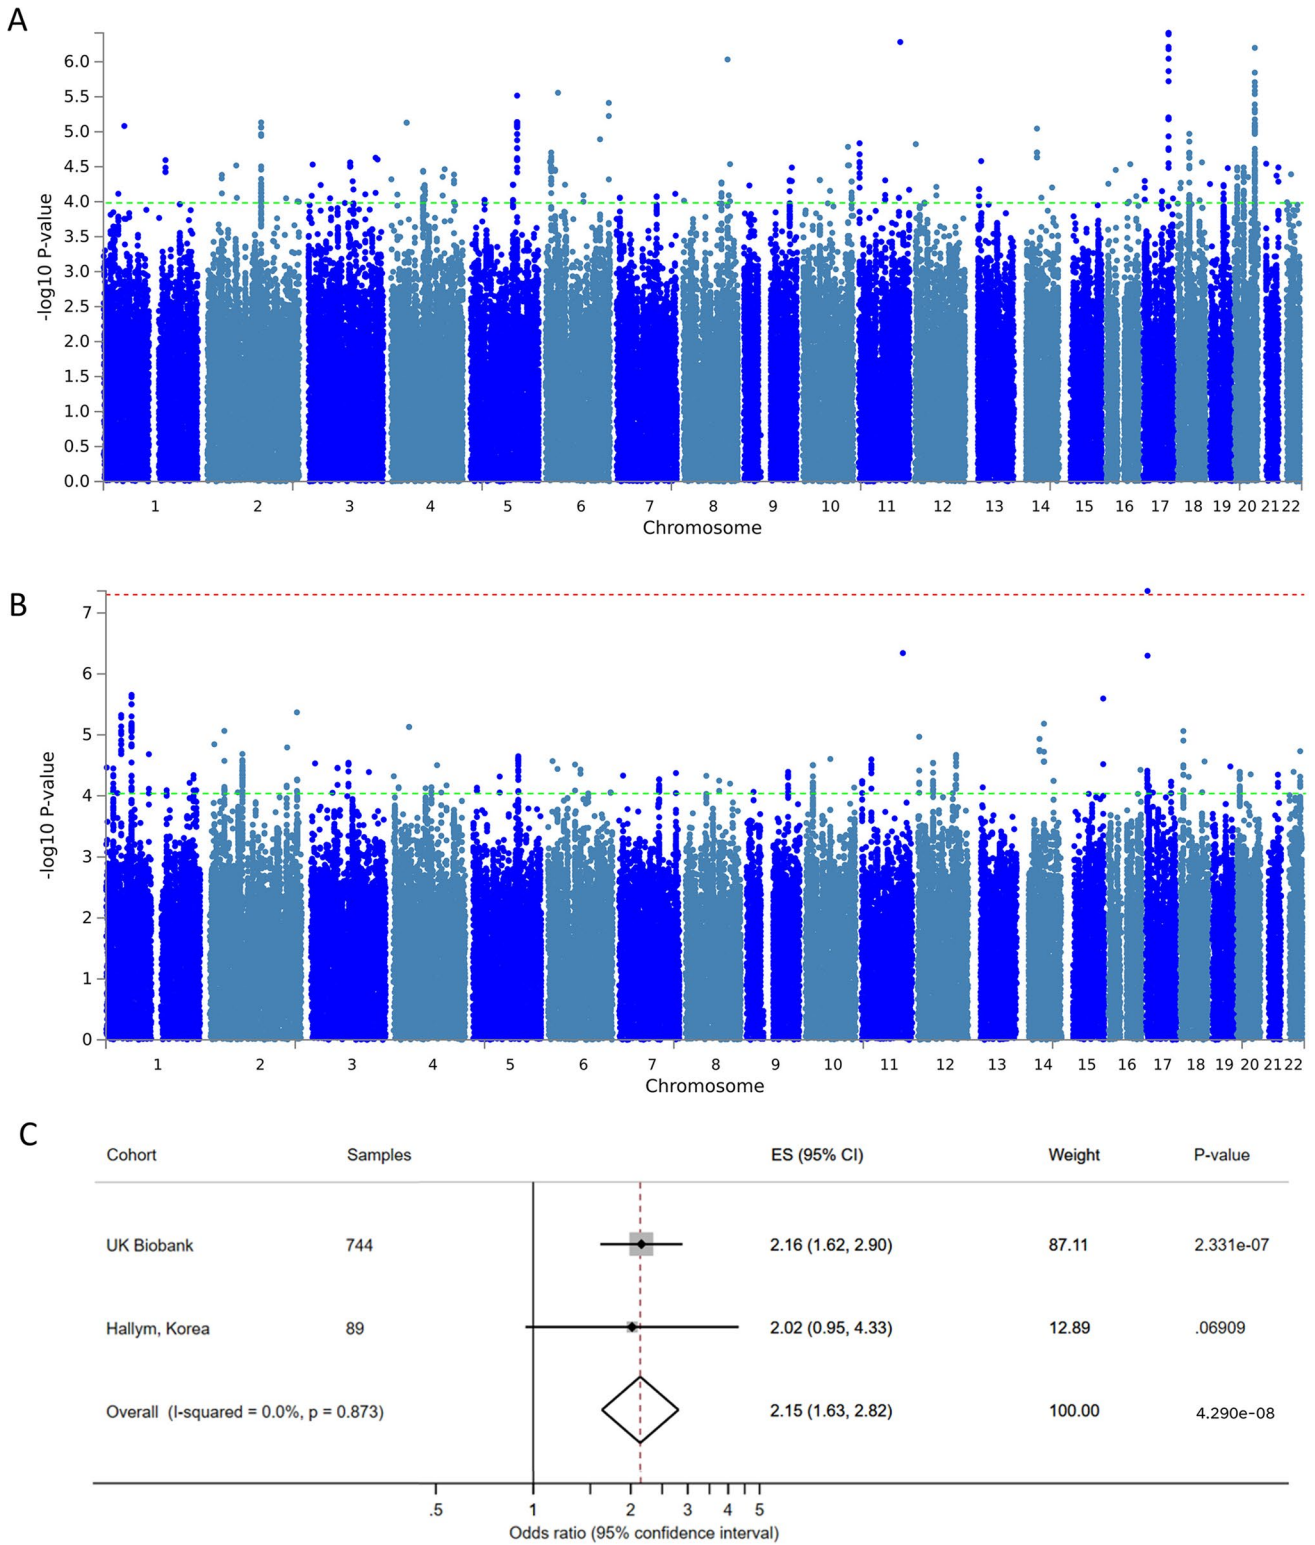 A
-log10 P-value
6.0
5.5
5.0
4.5
4.0
3.5
3.0
2.5
2.0
1.5
1.0
0.5
0.0
1 2 3 4 5 6 7 8 9 10 11 12 13 14 15 16 17 18 19 20 21 22
Chromosome
B
-log10 P-value
7
6
5
4
3
2
1
0
1 2 3 4 5 6 7 8 9 10 11 12 13 14 15 16 17 18 19 20 21 22
Chromosome
C
Cohort Samples ES (95% CI) Weight P-value
UK Biobank 744 2.16 (1.62, 2.90) 87.11 2.331e-07
Hallym, Korea 89 2.02 (0.95, 4.33) 12.89 .06909
Overall (I-squared = 0.0%, p = 0.873) 2.15 (1.63, 2.82) 100.00 4.290e-08
.5 1 2 3 4 5
Odds ratio (95% confidence interval)